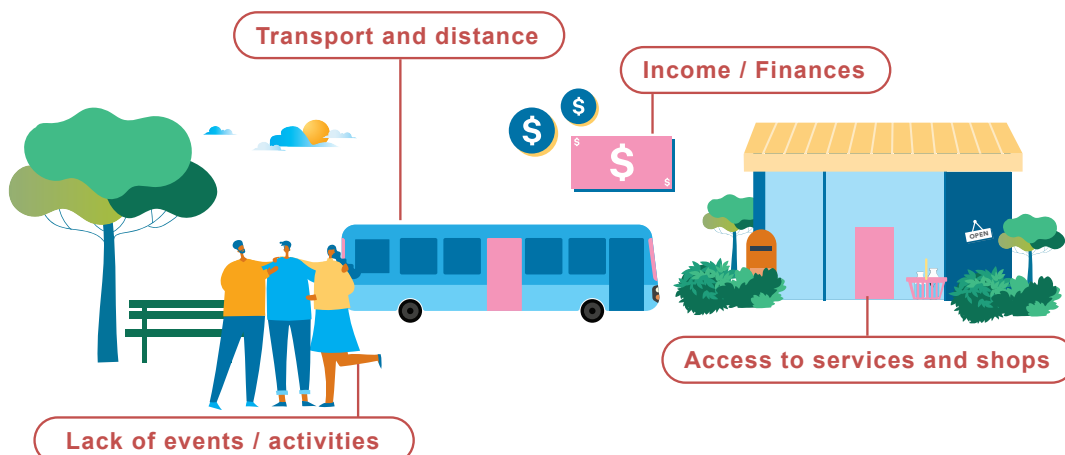 Transport and distance
Income / Finances
$
$
$
$
$
OPEN
Access to services and shops
Lack of events / activities